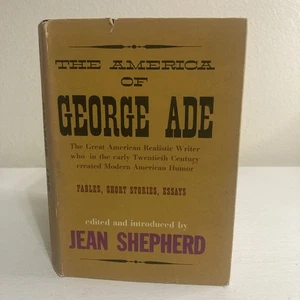 THE AMERICA
OF
GEORGE ADE
The Great American Realistic Writer
who in the early Twentieth Century
created Modern American Humor
FABLES, SHORT STORIES, ESSAYS
edited and introduced by
JEAN SHEPHERD